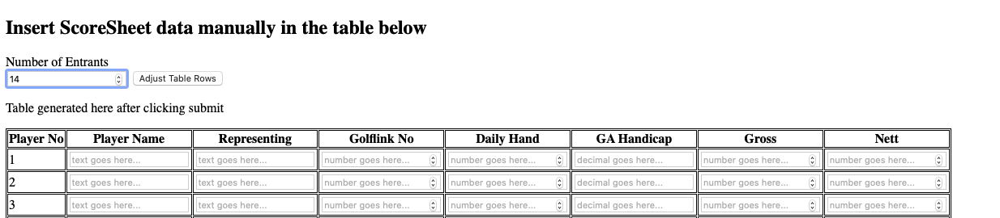 Insert ScoreSheet data manually in the table below
Number of Entrants
14 Adjust Table Rows
Table generated here after clicking submit
Player No Player Name Representing Golflink No Daily Hand GA Handicap Gross Nett
1 text goes here... text goes here... number goes here... number goes here... decimal goes here... number goes here... number goes here...
2 text goes here... text goes here... number goes here... number goes here... decimal goes here... number goes here... number goes here...
3 text goes here... text goes here... number goes here... number goes here... decimal goes here... number goes here... number goes here...